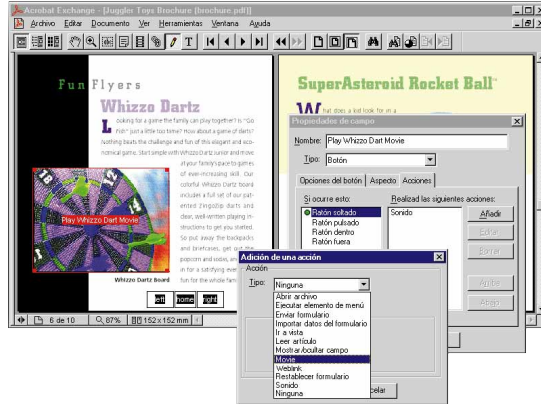 Acrobat Exchange - [Juggler Toys Brochure (brochure.pdf)]
Archivo Editar Documento Ver Herramientas Ventana Ayuda
Fun Flyers
Whizzo Dartz
Looking for a game the family can play together? Is "Go
Fish" just a little too tame? How about a game of darts?
Nothing beats the challenge and fun of this elegant and eco-
nomical game. Start simple with Whizzo Dartz Junior and move
at your family's pace to games
of ever-increasing skill. Our
colorful Whizzo Dartz board
includes a full set of our pat-
ented ZingoSlip darts and
clear, well-written playing in-
structions to get you started.
So put away the backpacks
and briefcases, get out the
popcorn and sodas, and
in for a satisfying ever
fun for the whole fam
Play Whizzo Dart Movie
Whizzo Dartz Board
left home right
SuperAsteroid Rocket Ball™
What does a kid look for in a
Propiedades de campo
Nombre: Play Whizzo Dart Movie
Tipo: Botón
Opciones del botón Aspecto Acciones
Si ocurre esto: Realizad las siguientes acciones:
Ratón soltado Sonido Añadir
Ratón pulsado Editar
Ratón dentro
Ratón fuera Borrar
Arriba
Abajo
Adición de una acción
Acción
Tipo: Ninguna
Abrir archivo
Ejecutar elemento de menú
Enviar formulario
Importar datos del formulario
Ir a vista
Leer artículo
Mostrar/ocultar campo
Movie
Weblink
Restablecer formulario
Sonido
Ninguna
celar
6 de 10 87% 152 x 152 mm